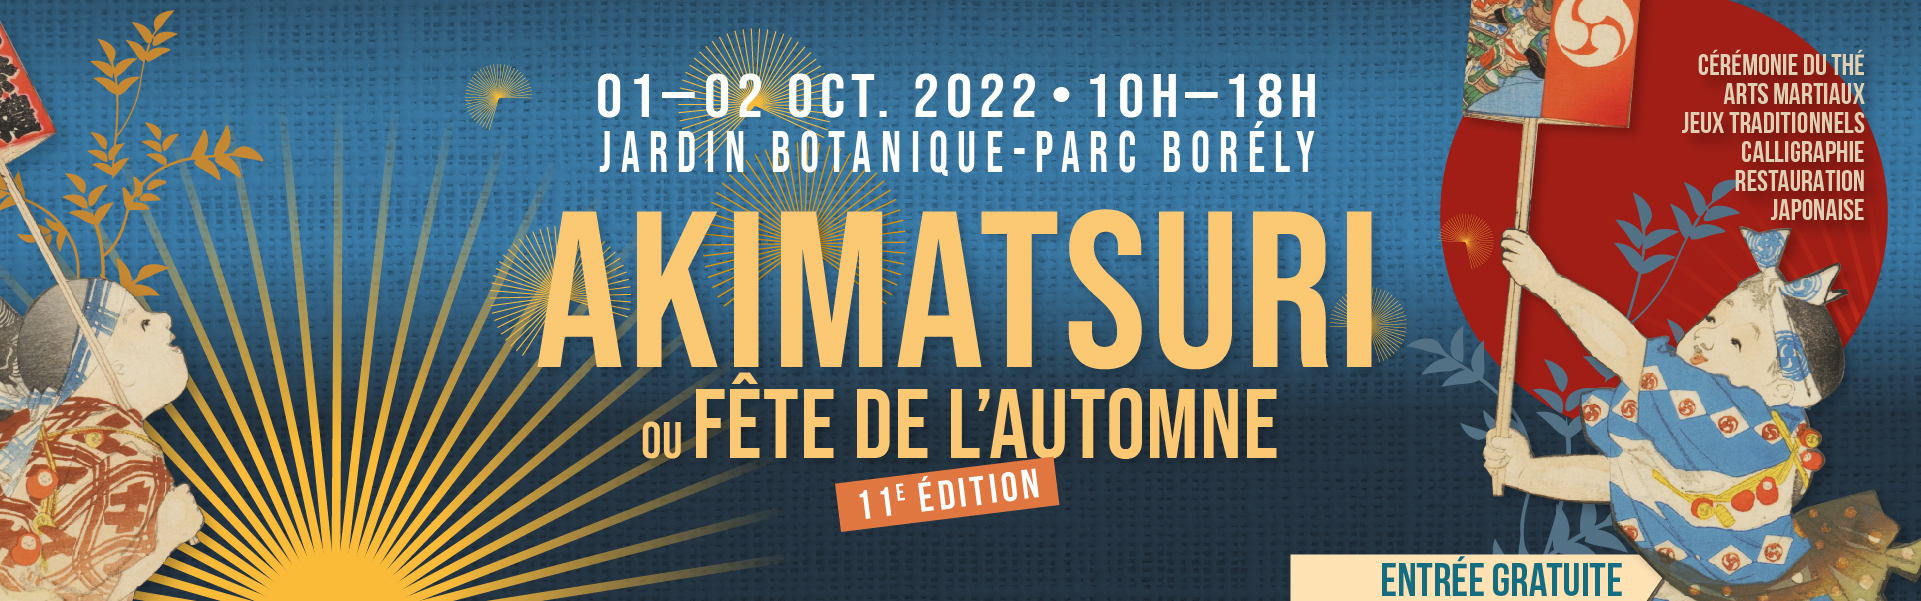 01–02 OCT. 2022 • 10H–18H
JARDIN BOTANIQUE-PARC BORÉLY
AKIMATSURI
OU FÊTE DE L'AUTOMNE
11E ÉDITION
CÉRÉMONIE DU THÉ
ARTS MARTIAUX
JEUX TRADITIONNELS
CALLIGRAPHIE
RESTAURATION
JAPONAISE
ENTRÉE GRATUITE